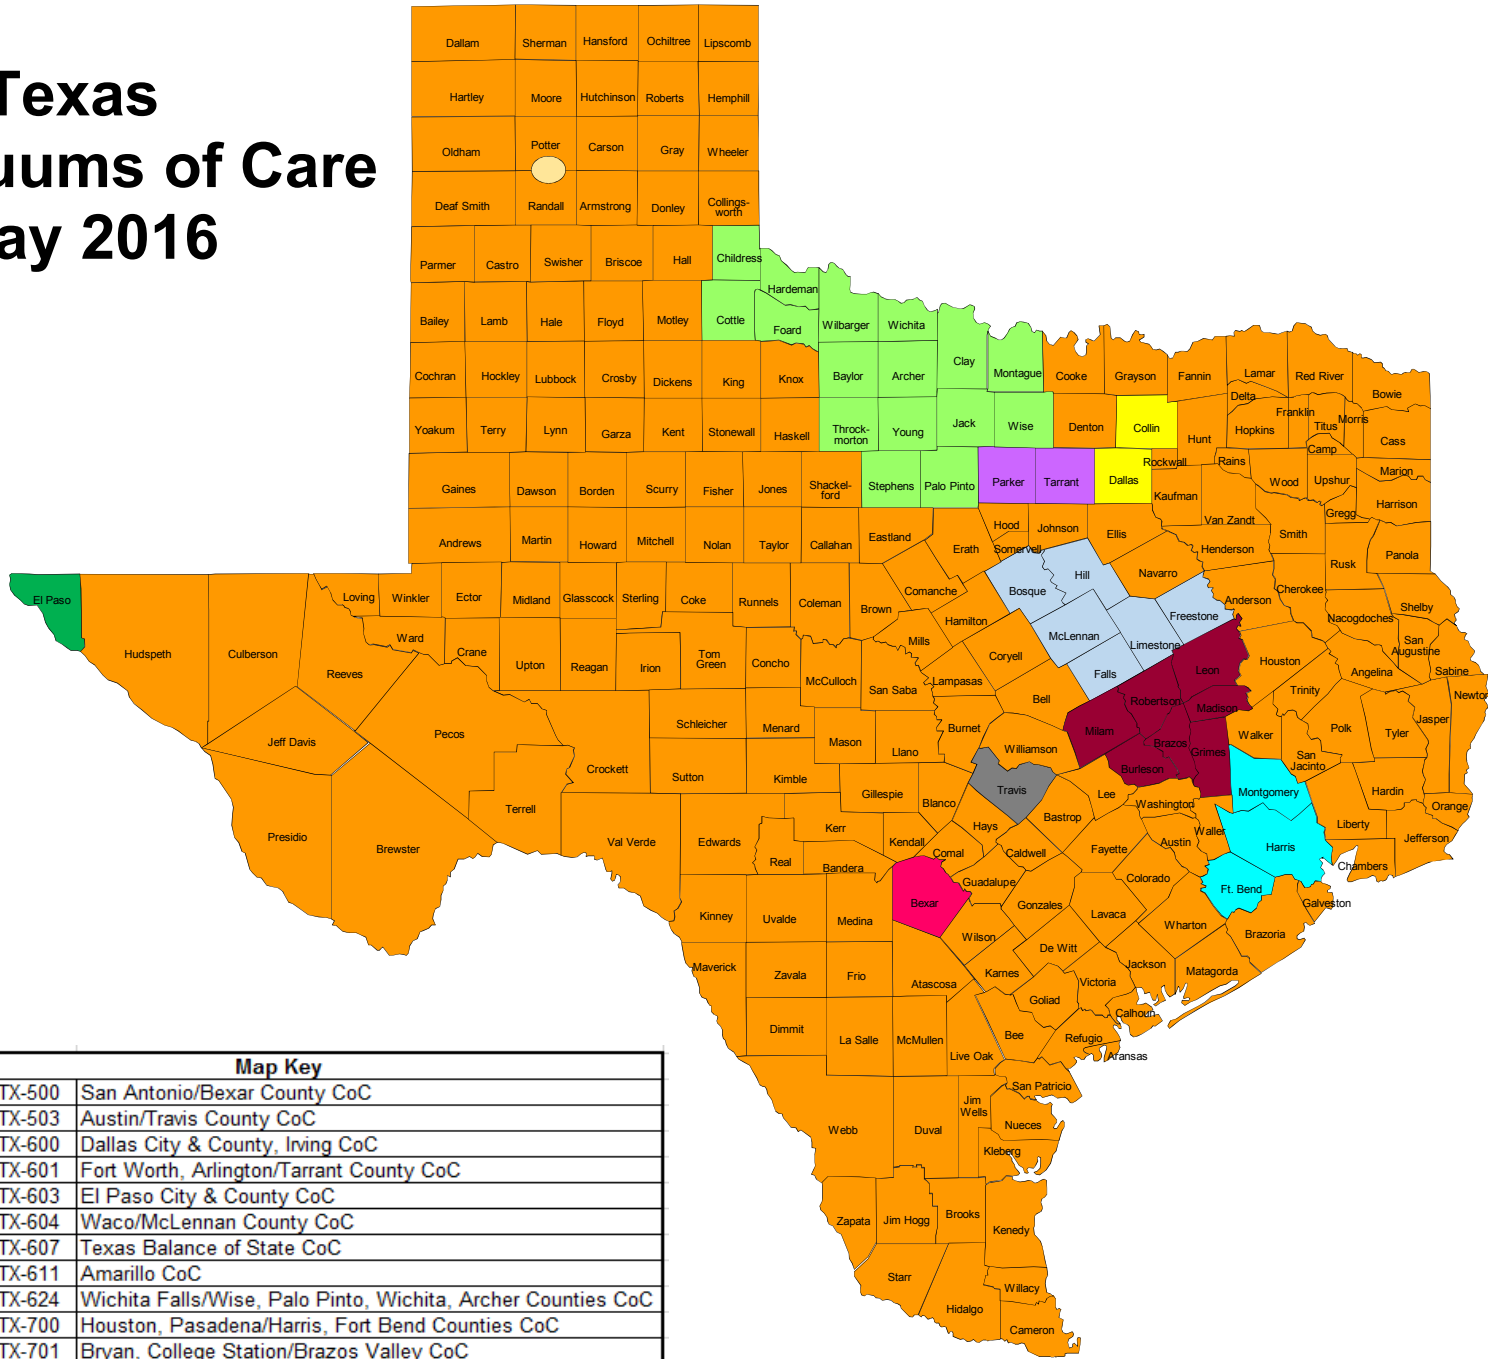 Texas
uums of Care
ay 2016
Dallam Sherman Hansford Ochiltree Lipscomb
Hartley Moore Hutchinson Roberts Hemphill
Oldham Potter Carson Gray Wheeler
Deaf Smith Randall Armstrong Donley Collings-
worth
Parmer Castro Swisher Briscoe Hall Childress
Hardeman
Bailey Lamb Hale Floyd Motley Cottle Foard Wilbarger Wichita
Clay
Montague
Cochran Hockley Lubbock Crosby Dickens King Knox Baylor Archer Cooke Grayson Fannin Lamar Red River Bowie
Delta
Yoakum Terry Lynn Garza Kent Stonewall Haskell Throck-
morton Young Jack Wise Denton Collin Hunt Hopkins Franklin Titus Morris Cass
Camp
Gaines Dawson Borden Scurry Fisher Jones Shackel-
ford Stephens Palo Pinto Parker Tarrant Dallas Rockwall Kaufman Rains Wood Upshur Marion Harrison
Van Zandt Gregg
Andrews Martin Howard Mitchell Nolan Taylor Callahan Eastland Erath Hood Somervell Johnson Ellis Henderson Smith Rusk Panola
El Paso Hudspeth Culberson Reeves Loving Winkler Ector Midland Glasscock Sterling Coke Runnels Coleman Brown Comanche Hamilton Bosque Hill Navarro Freestone Anderson Cherokee Nacogdoches Shelby
Ward Crane Upton Reagan Irion Tom
Green Concho McCulloch San Saba Mills Lampasas Coryell McLennan Limestone Falls Leon Houston Angelina San
Augustine Sabine Newton
Jeff Davis Pecos Crockett Schleicher Menard Mason Llano Burnet Bell Williamson Milam Robertson Madison Brazos Grimes Burleson Walker Trinity San
Jacinto Polk Tyler Jasper
Presidio Brewster Terrell Val Verde Sutton Kimble Gillespie Blanco Travis Lee Bastrop Washington Montgomery Hardin Orange
Edwards Real Kerr Bandera Kendall Comal Hays Caldwell Fayette Austin Waller Harris Liberty Jefferson Chambers
Kinney Uvalde Medina Bexar Guadalupe Gonzales Lavaca Colorado Wharton Ft. Bend Brazoria Galveston
Maverick Zavala Frio Atascosa Wilson Karnes De Witt Victoria Jackson Matagorda
Dimmit La Salle McMullen Live Oak Bee Goliad Refugio Calhoun Aransas
Webb Duval Jim
Wells San Patricio Nueces Kleberg
Zapata Jim Hogg Brooks Kenedy
Starr Hidalgo Willacy Cameron
Map Key
TX-500 San Antonio/Bexar County CoC
TX-503 Austin/Travis County CoC
TX-600 Dallas City & County, Irving CoC
TX-601 Fort Worth, Arlington/Tarrant County CoC
TX-603 El Paso City & County CoC
TX-604 Waco/McLennan County CoC
TX-607 Texas Balance of State CoC
TX-611 Amarillo CoC
TX-624 Wichita Falls/Wise, Palo Pinto, Wichita, Archer Counties CoC
TX-700 Houston, Pasadena/Harris, Fort Bend Counties CoC
TX-701 Bryan, College Station/Brazos Valley CoC